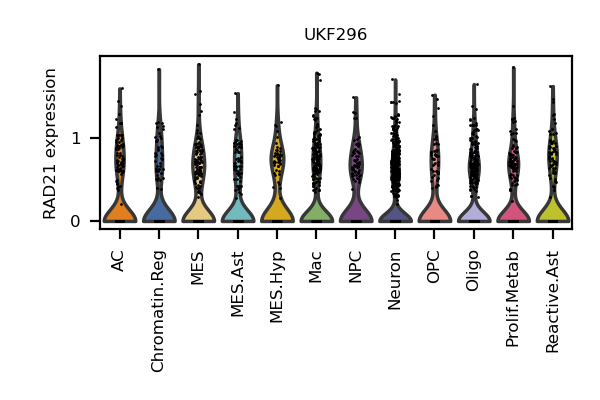 UKF296
RAD21 expression
1
0
AC
Chromatin.Reg
MES
MES.Ast
MES.Hyp
Mac
NPC
Neuron
OPC
Oligo
Prolif.Metab
Reactive.Ast